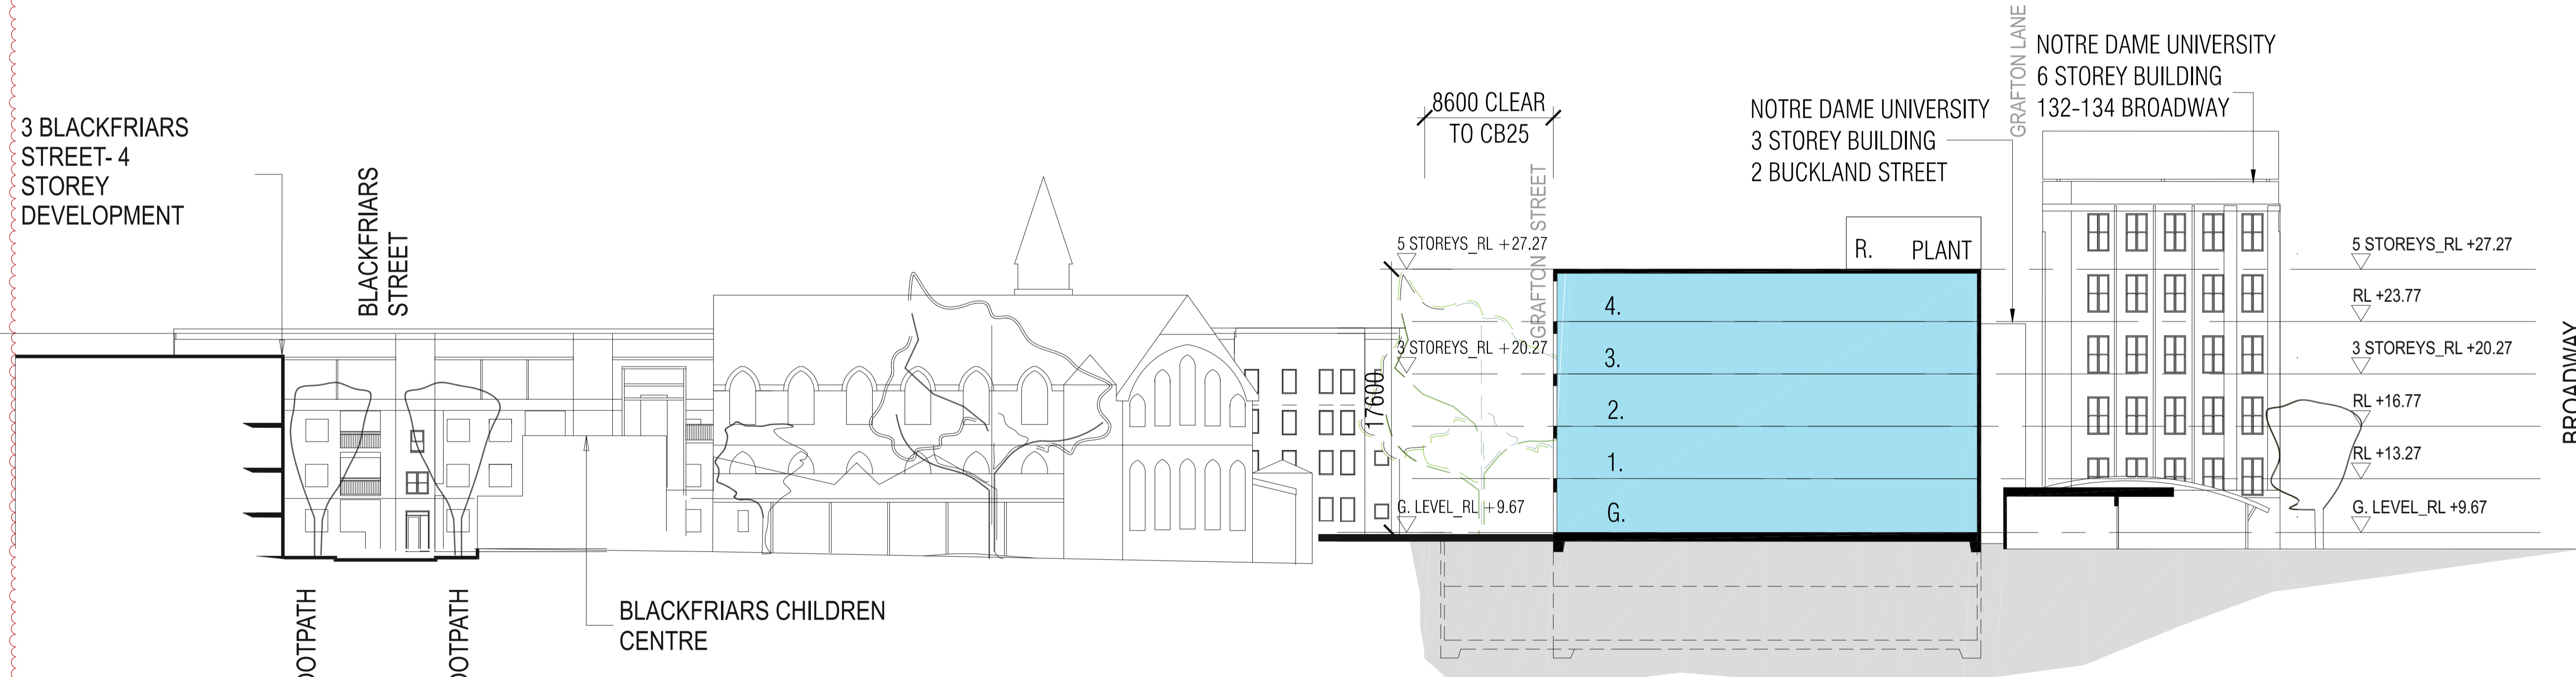 3 BLACKFRIARS
STREET- 4
STOREY
DEVELOPMENT
BLACKFRIARS
STREET
BLACKFRIARS CHILDREN
CENTRE
8600 CLEAR
TO CB25
GRAFTON STREET
5 STOREYS_RL +27.27
3 STOREYS_RL +20.27
17600
G. LEVEL_RL +9.67
R. PLANT
4.
3.
2.
1.
G.
NOTRE DAME UNIVERSITY
3 STOREY BUILDING
2 BUCKLAND STREET
GRAFTON LANE
NOTRE DAME UNIVERSITY
6 STOREY BUILDING
132-134 BROADWAY
5 STOREYS_RL +27.27
RL +23.77
3 STOREYS_RL +20.27
RL +16.77
RL +13.27
G. LEVEL_RL +9.67
BROADWAY
OOTPATH
OOTPATH